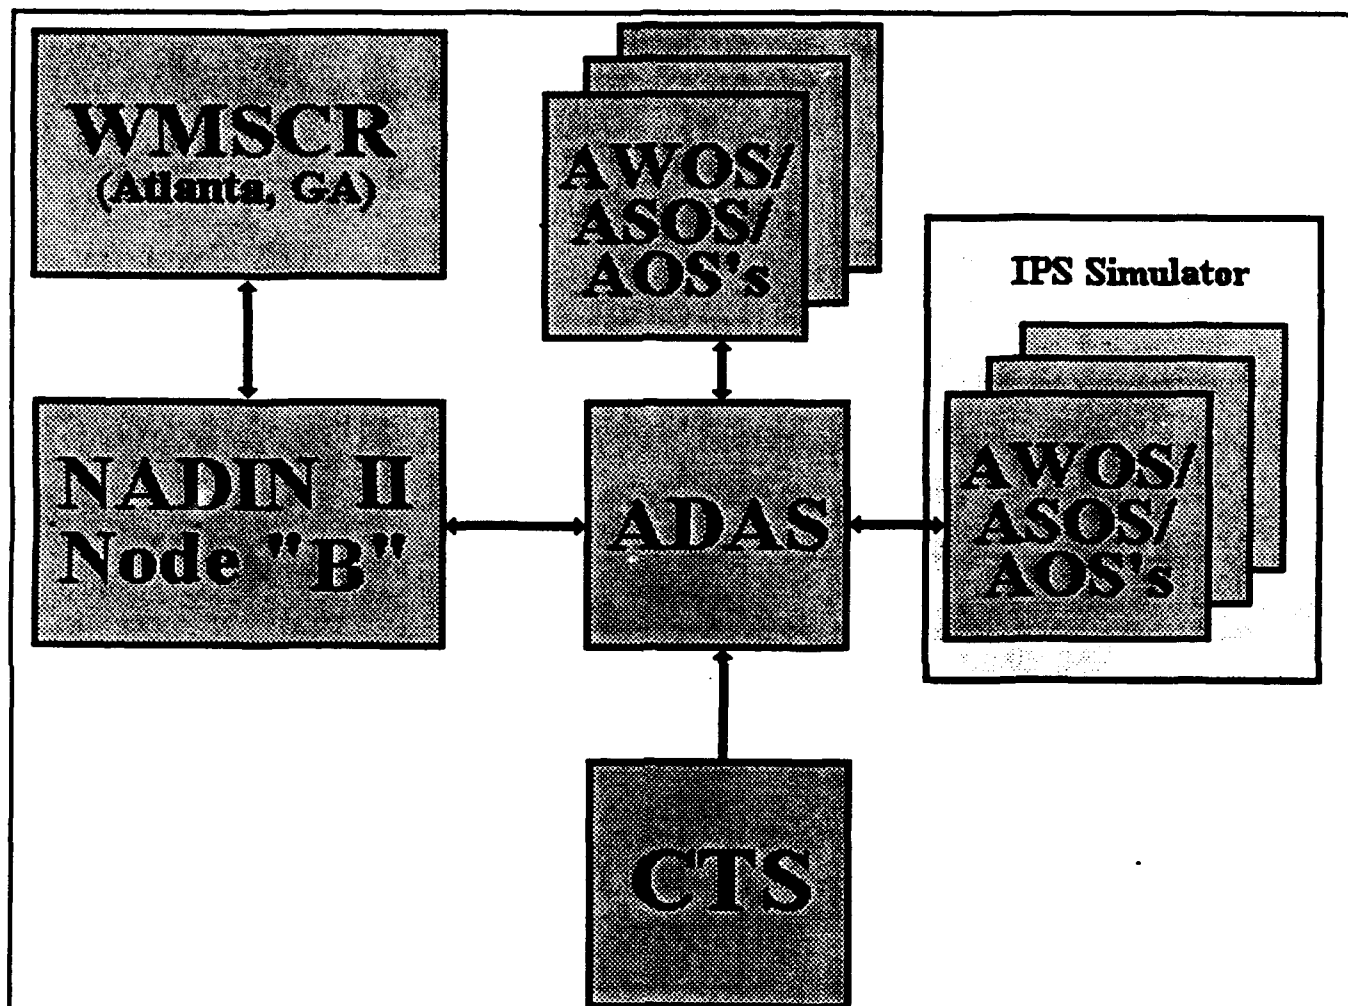 WMSCR
(Atlanta, GA)
AWOS/
ASOS/
AOS's
IPS Simulator
NADIN II
Node "B"
ADAS
AWOS/
ASOS/
AOS's
CTS